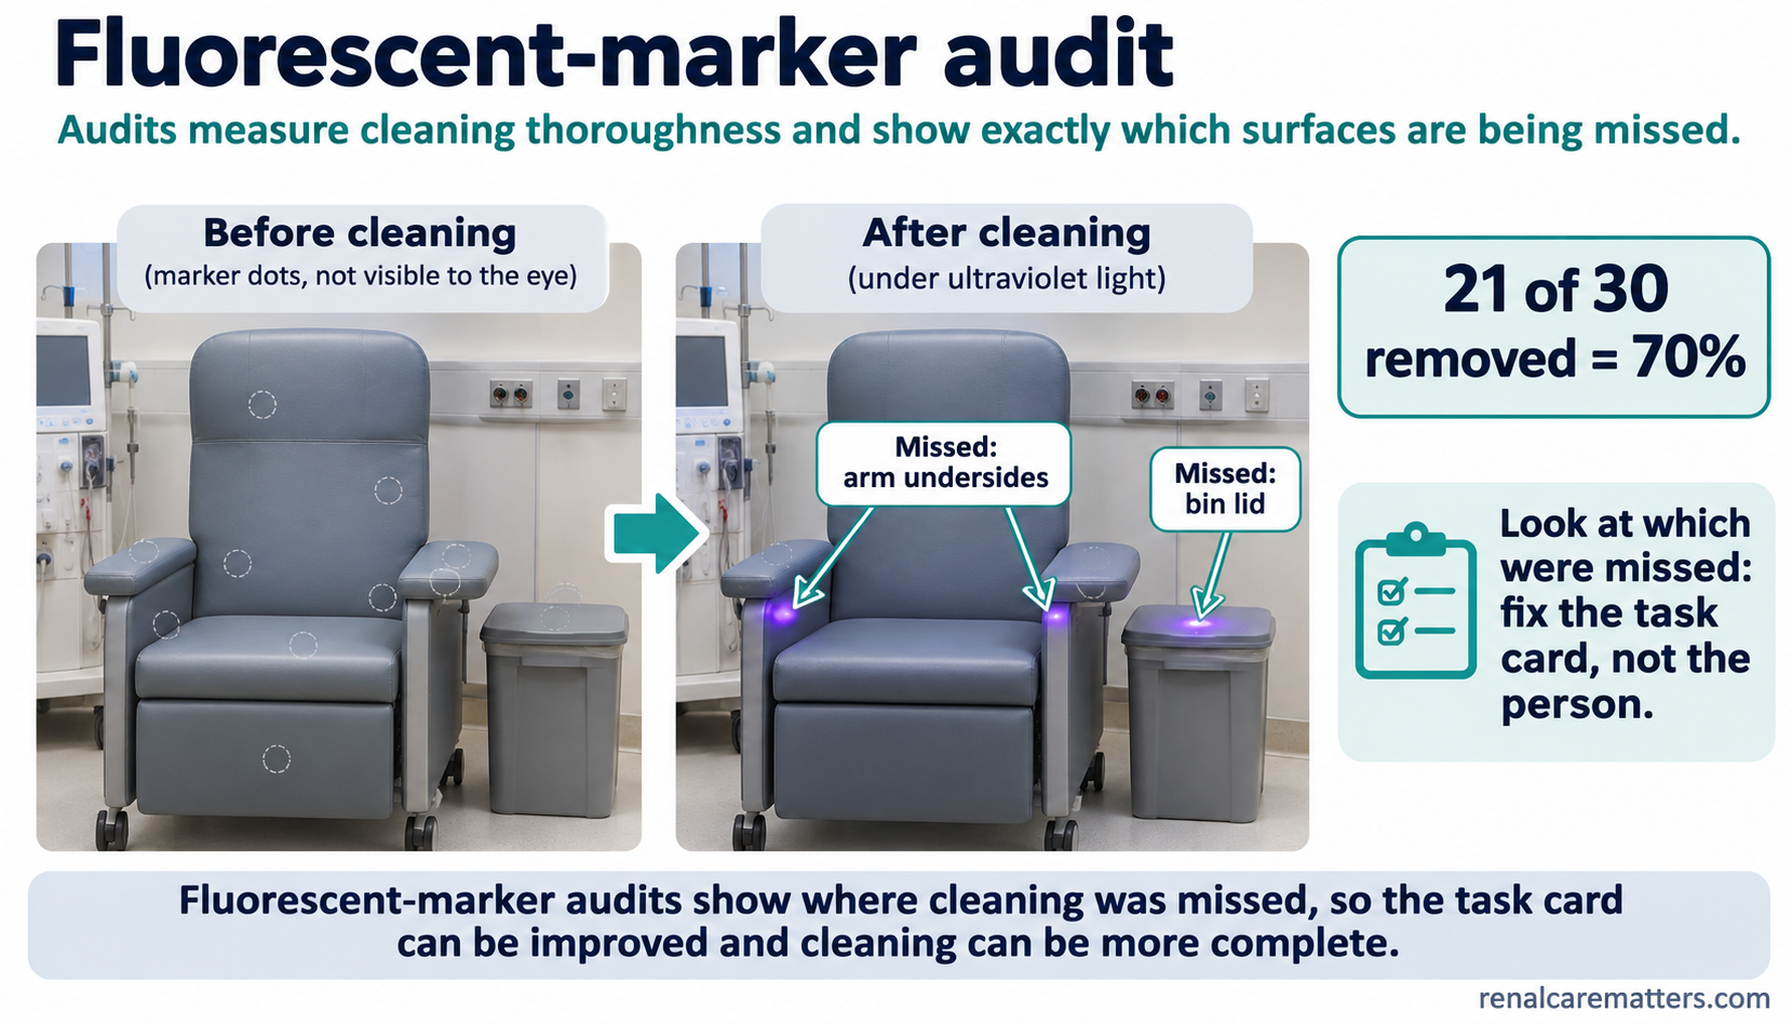 Fluorescent-marker audit
Audits measure cleaning thoroughness and show exactly which surfaces are being missed.
Before cleaning
(marker dots, not visible to the eye)
After cleaning
(under ultraviolet light)
Missed:
arm undersides
Missed:
bin lid
21 of 30
removed = 70%
Look at which
were missed:
fix the task
card, not the
person.
Fluorescent-marker audits show where cleaning was missed, so the task card
can be improved and cleaning can be more complete.
renalcarematters.com